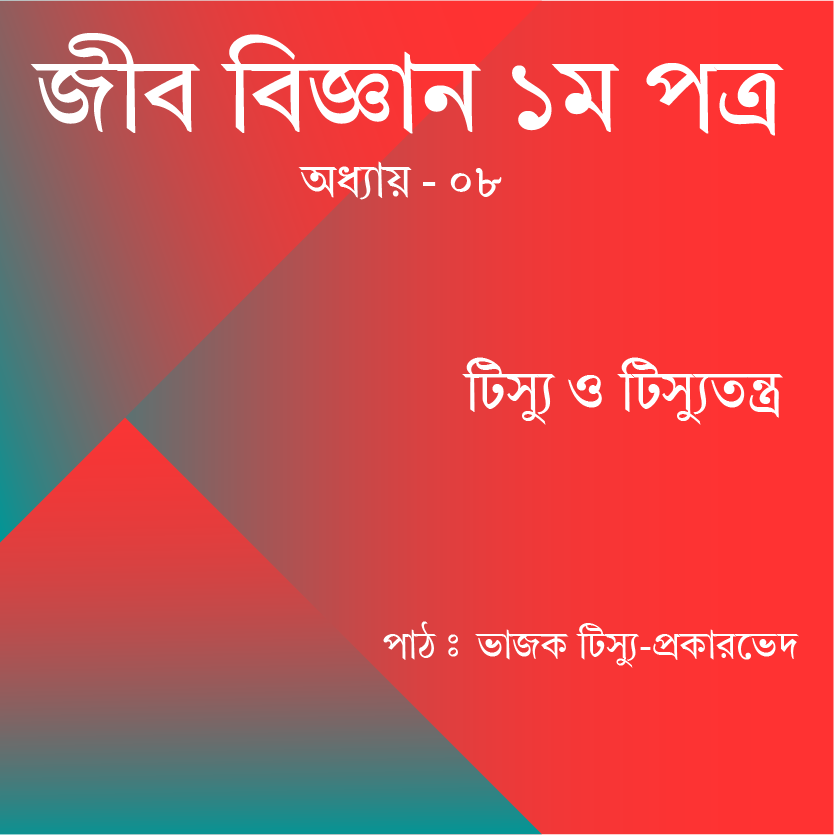 জীব বিজ্ঞান ১ম পত্র
অধ্যায় - ০৮
টিস্যু ও টিস্যুতন্ত্র
পাঠ ঃ ভাজক টিস্যু-প্রকারভেদ